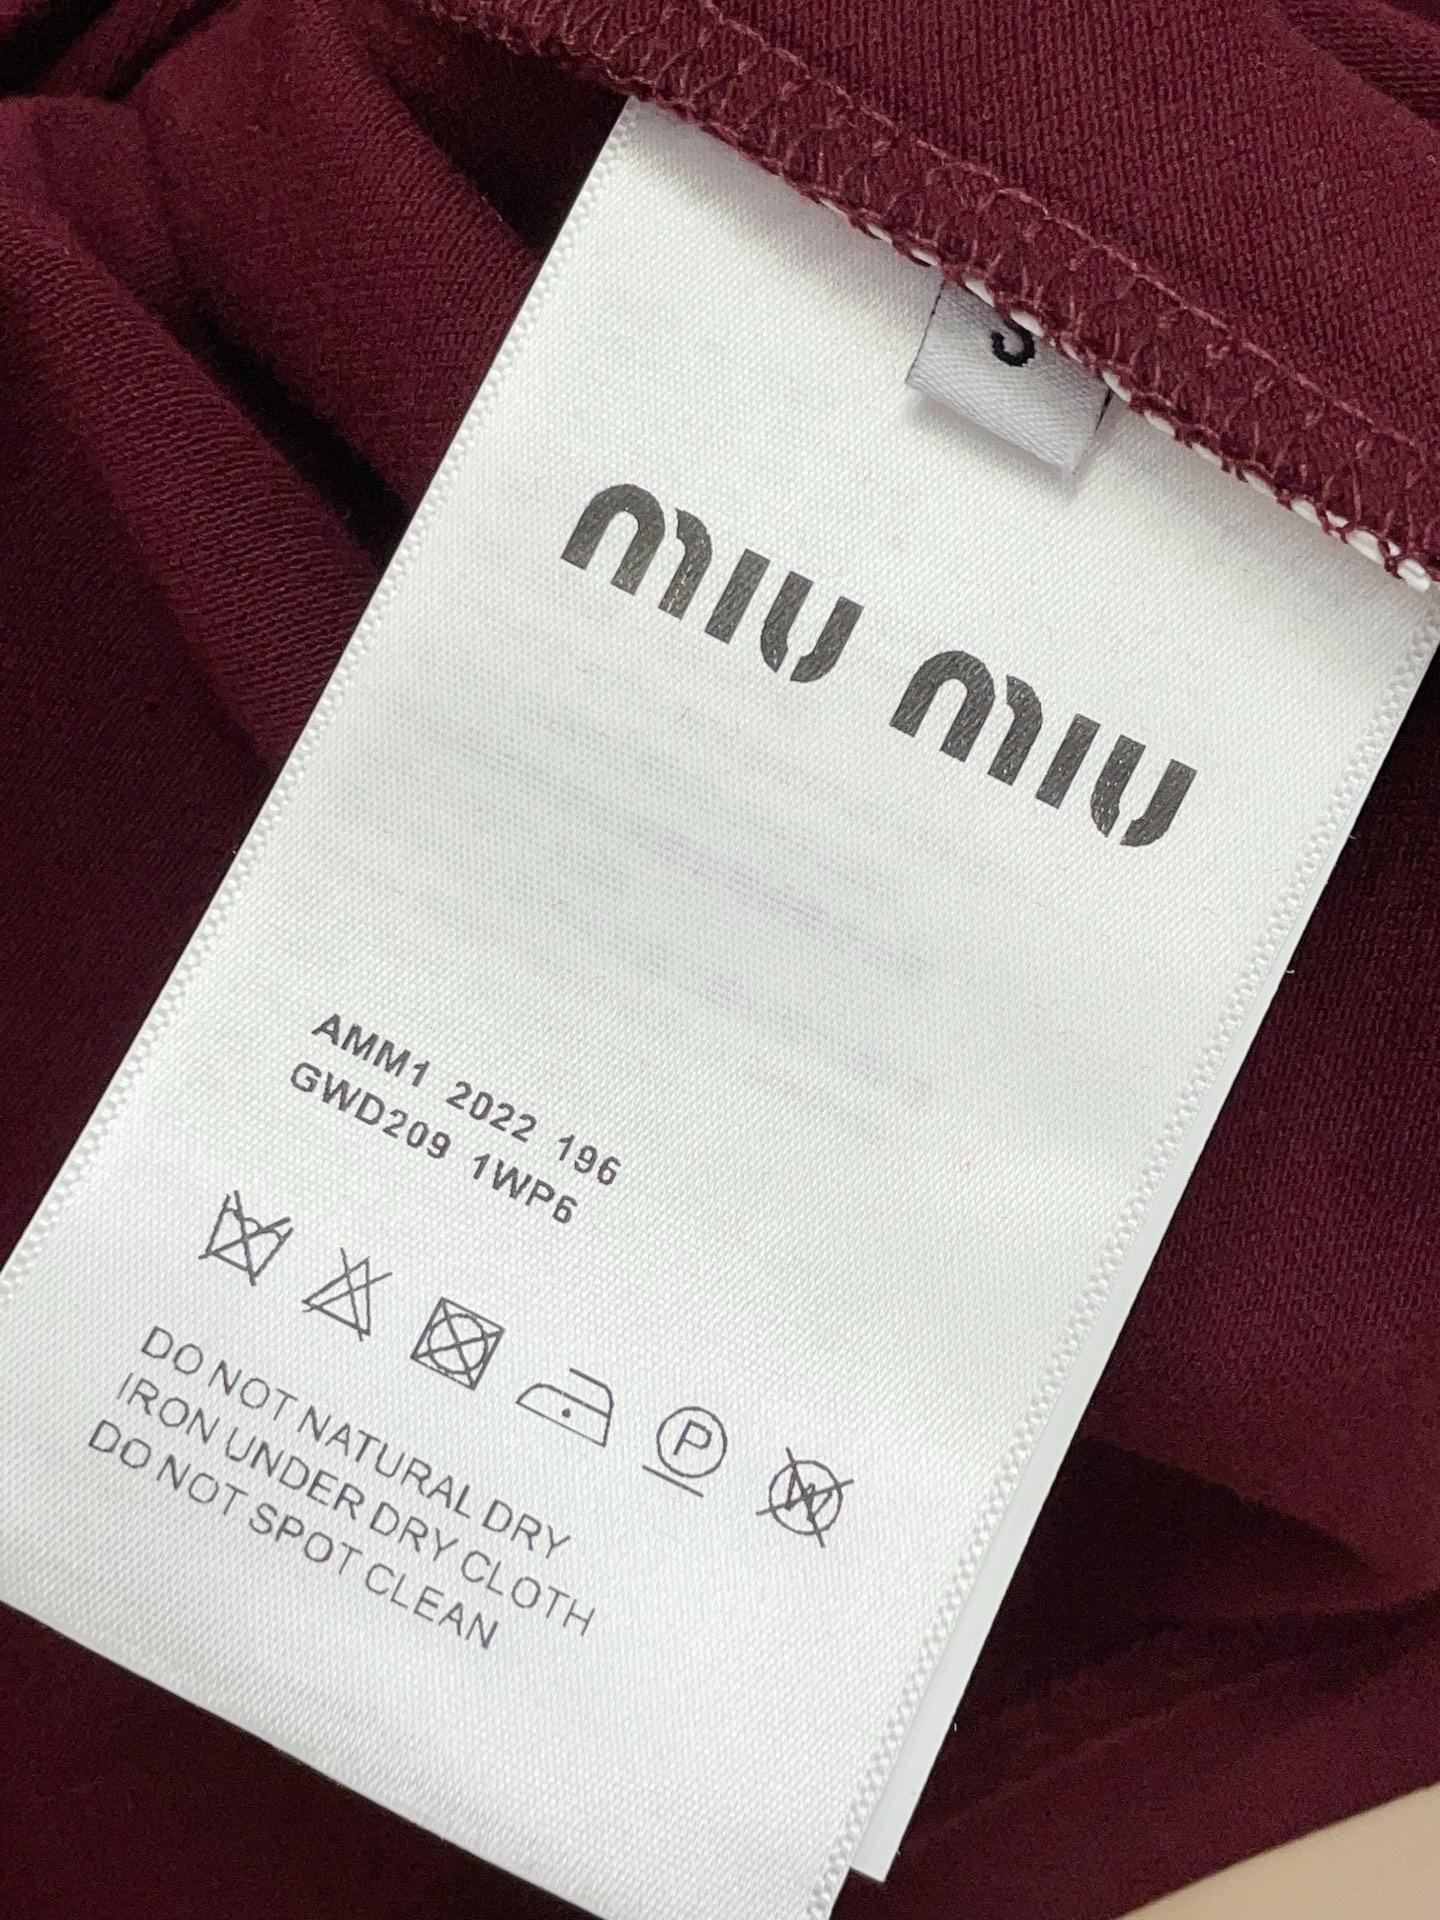 S
miu miu
AMM1 2022 196
GWD209 1WP6
P
W
DO NOT NATURAL DRY
IRON UNDER DRY CLOTH
DO NOT SPOT CLEAN